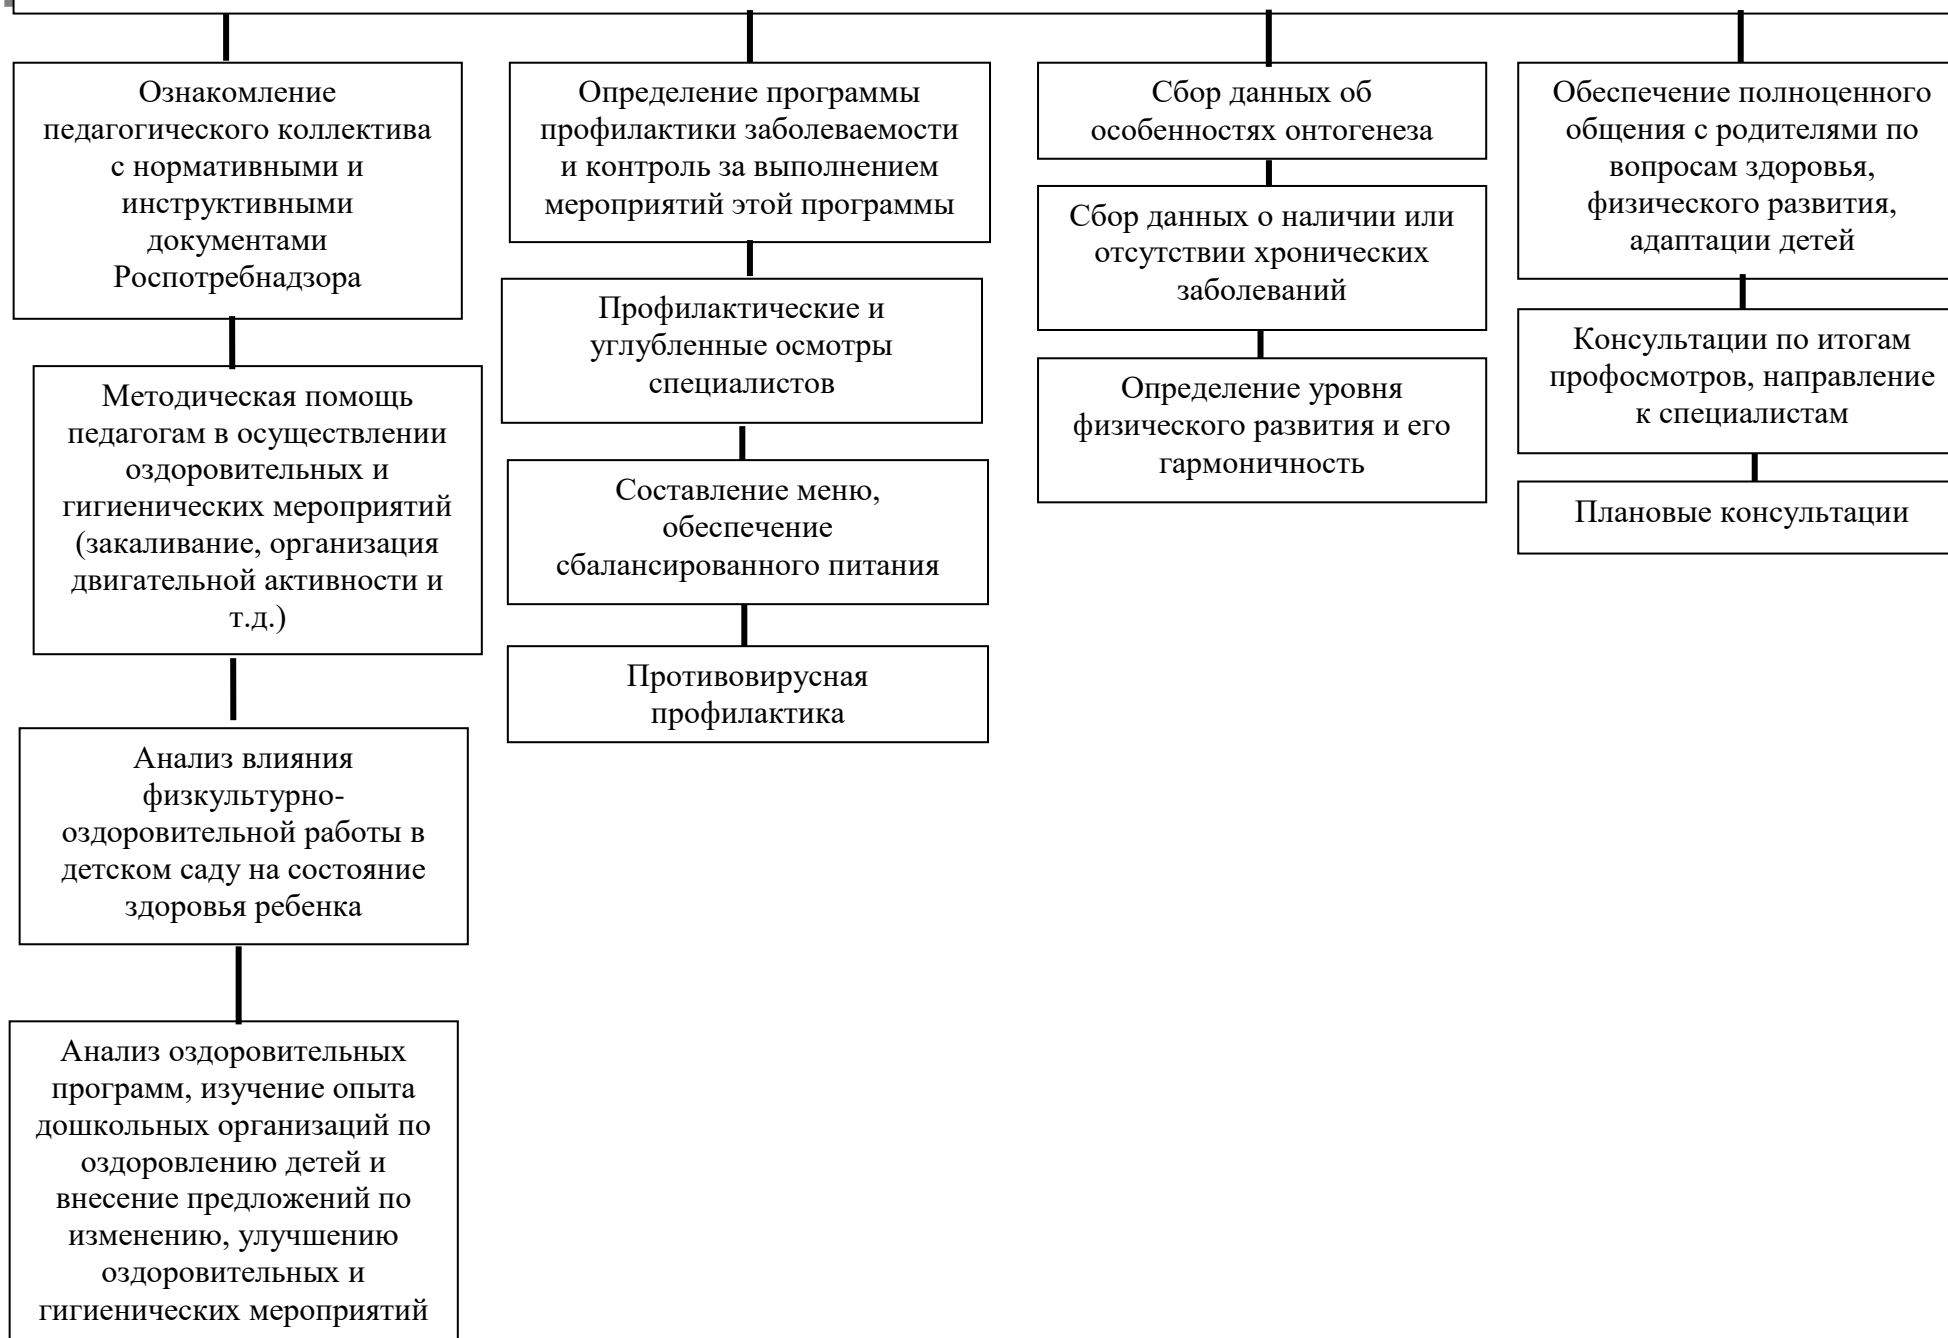 Ознакомление
педагогического коллектива
с нормативными и
инструктивными
документами
Роспотребнадзора
Методическая помощь
педагогам в осуществлении
оздоровительных и
гигиенических мероприятий
(закаливание, организация
двигательной активности и
т.д.)
Анализ влияния
физкультурно-
оздоровительной работы в
детском саду на состояние
здоровья ребенка
Анализ оздоровительных
программ, изучение опыта
дошкольных организаций по
оздоровлению детей и
внесение предложений по
изменению, улучшению
оздоровительных и
гигиенических мероприятий
Определение программы
профилактики заболеваемости
и контроль за выполнением
мероприятий этой программы
Профилактические и
углубленные осмотры
специалистов
Составление меню,
обеспечение
сбалансированного питания
Противовирусная
профилактика
Сбор данных об
особенностях онтогенеза
Сбор данных о наличии или
отсутствии хронических
заболеваний
Определение уровня
физического развития и его
гармоничность
Обеспечение полноценного
общения с родителями по
вопросам здоровья,
физического развития,
адаптации детей
Консультации по итогам
профосмотров, направление
к специалистам
Плановые консультации